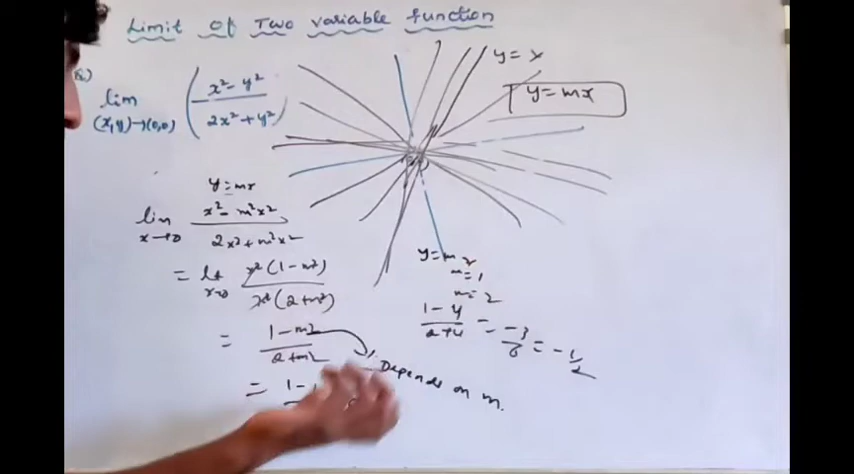 Limit of Two variable function
lim (x,y)→(0,0) ( x² - y² / 2x² + y² )
y = x
y = mx
y = mx
lim x→0 x² - m²x² / 2x² + m²x²
= lt x→0 x²(1-m²) / x²(2+m²)
= 1-m² / 2+m²
Depends on m.
= 1-
y = mx
m=1
m=2
1-4 / 2+4 = -3/6 = -1/2